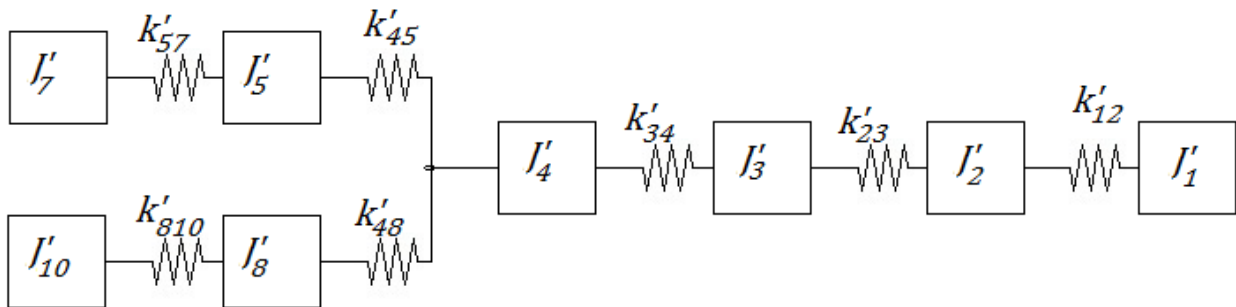 k'₅₇ k'₄₅
J'₇ J'₅
k'₃₄ k'₂₃ k'₁₂
J'₄ J'₃ J'₂ J'₁
k'₈₁₀ k'₄₈
J'₁₀ J'₈